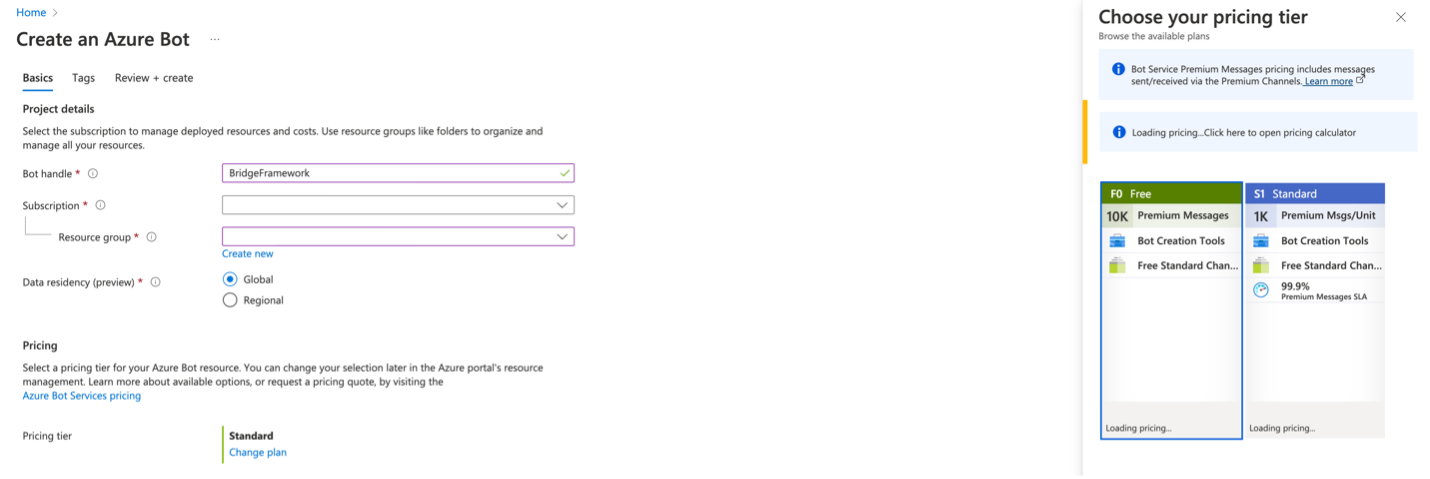 Home
Create an Azure Bot ...
Basics Tags Review + create
Project details
Select the subscription to manage deployed resources and costs. Use resource groups like folders to organize and
manage all your resources.
Bot handle *
BridgeFramework
Subscription *
Resource group *
Create new
Data residency (preview) *
Global
Regional
Pricing
Select a pricing tier for your Azure Bot resource. You can change your selection later in the Azure portal's resource
management. Learn more about available options, or request a pricing quote, by visiting the
Azure Bot Services pricing
Pricing tier
Standard
Change plan
Choose your pricing tier
Browse the available plans
Bot Service Premium Messages pricing includes messages
sent/received via the Premium Channels. Learn more
Loading pricing...Click here to open pricing calculator
F0 Free
10K Premium Messages
Bot Creation Tools
Free Standard Chan...
Loading pricing...
S1 Standard
1K Premium Msgs/Unit
Bot Creation Tools
Free Standard Chan...
99.9%
Premium Messages SLA
Loading pricing...